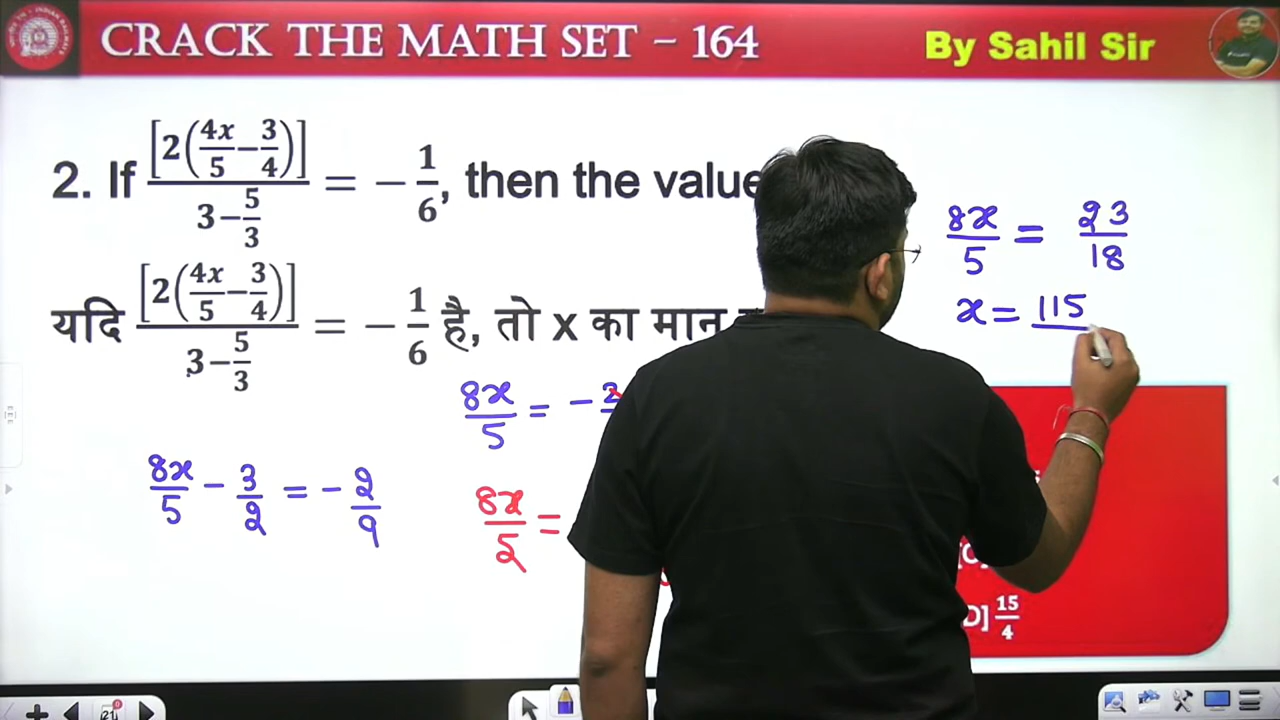 CRACK THE MATH SET – 164
By Sahil Sir
2. If [2(4x/5 − 3/4)] / (3 − 5/3) = −1/6, then the value
यदि [2(4x/5 − 3/4)] / (3 − 5/3) = −1/6 है, तो x का मान
8x/5 = 23/18
x = 115
8x/5 = −2
8x/5 − 3/2 = −2/9
8x/5 =
D] 15/4
21